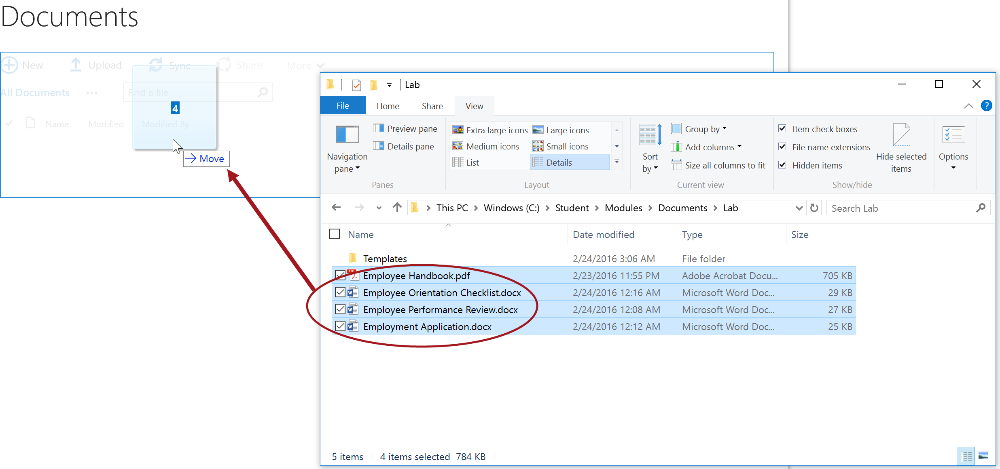 Documents
New Upload Sync Share More
All Documents ... Find a file
4
Name Modified Modified By
Move
Lab
File Home Share View ?
Navigation pane
Preview pane
Details pane
Panes
Extra large icons Large icons
Medium icons Small icons
List Details
Layout
Sort by
Group by
Add columns
Size all columns to fit
Current view
Item check boxes
File name extensions
Hidden items
Hide selected items
Show/hide
Options
This PC > Windows (C:) > Student > Modules > Documents > Lab
Search Lab
Name Date modified Type Size
Templates 2/24/2016 3:06 AM File folder
PDF Employee Handbook.pdf 2/23/2016 11:55 PM Adobe Acrobat Docu... 705 KB
Employee Orientation Checklist.docx 2/24/2016 12:16 AM Microsoft Word Doc... 29 KB
Employee Performance Review.docx 2/24/2016 12:08 AM Microsoft Word Doc... 27 KB
Employment Application.docx 2/24/2016 12:12 AM Microsoft Word Doc... 25 KB
5 items 4 items selected 784 KB